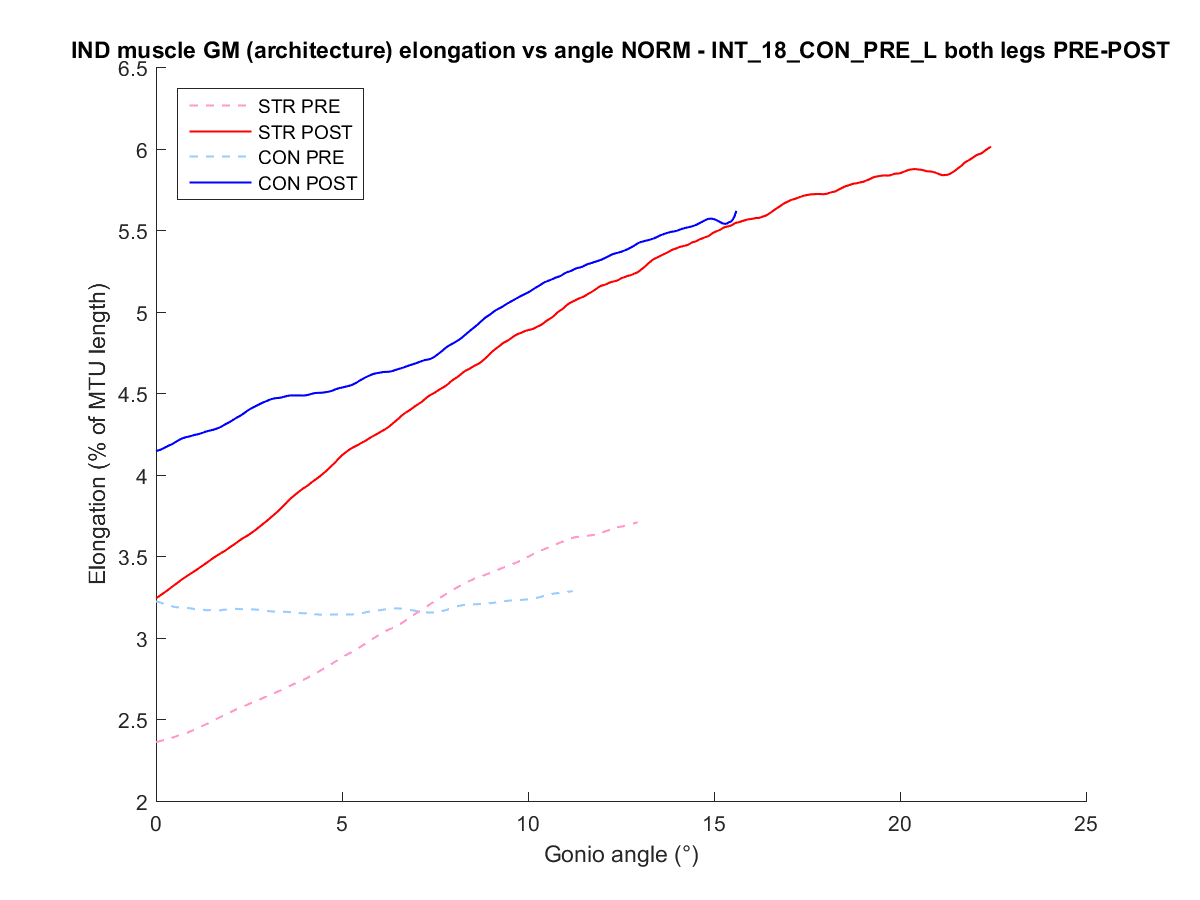 IND muscle GM (architecture) elongation vs angle NORM - INT_18_CON_PRE_L both legs PRE-POST
6.5
6
5.5
5
4.5
4
3.5
3
2.5
2
Elongation (% of MTU length)
STR PRE
STR POST
CON PRE
CON POST
0 5 10 15 20 25
Gonio angle (°)